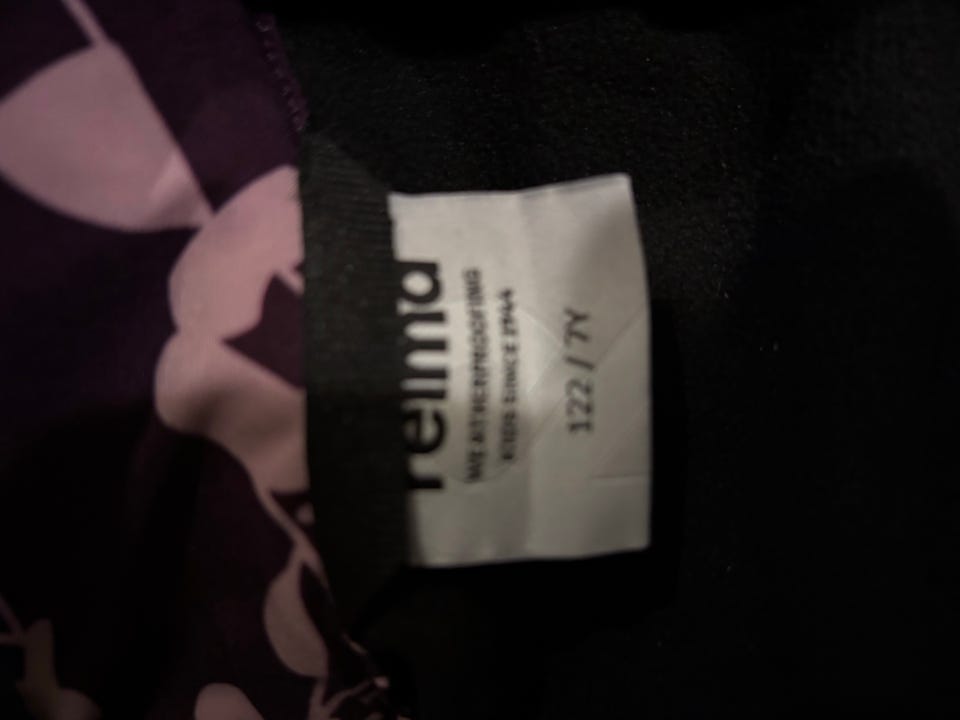 reima
WEATHERPROOFING
KIDS SINCE 1944
122 / 7Y